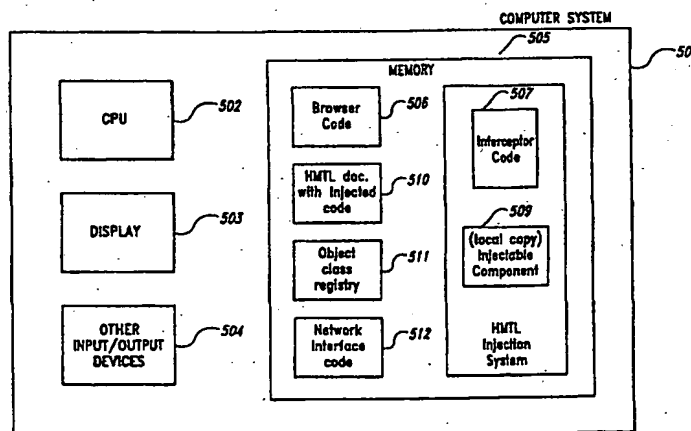 COMPUTER SYSTEM
505
50
MEMORY
CPU
502
Browser
Code
506
507
Interceptor
Code
HMTL doc.
with Injected
code
510
DISPLAY
503
509
(local copy)
Injectable
Component
Object
class
registry
511
OTHER
INPUT/OUTPUT
DEVICES
504
Network
Interface
code
512
HMTL
Injection
System